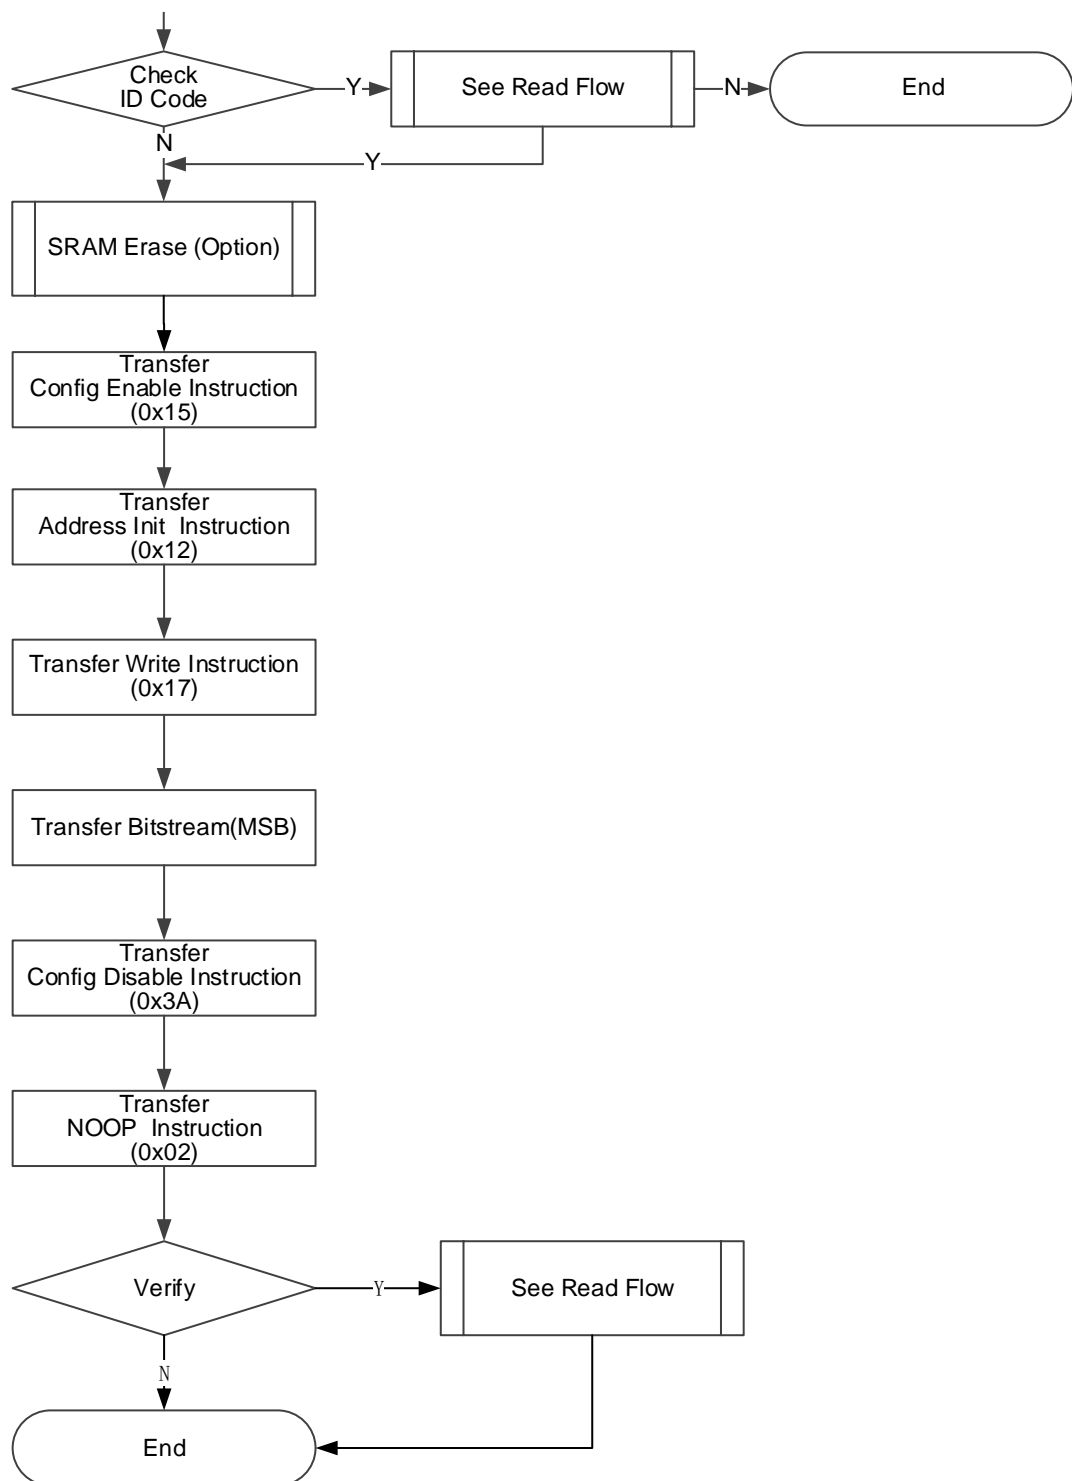 Check
ID Code
Y
See Read Flow
N
End
N
Y
SRAM Erase (Option)
Transfer
Config Enable Instruction
(0x15)
Transfer
Address Init  Instruction
(0x12)
Transfer Write Instruction
(0x17)
Transfer Bitstream(MSB)
Transfer
Config Disable Instruction
(0x3A)
Transfer
NOOP  Instruction
(0x02)
Verify
Y
See Read Flow
N
End